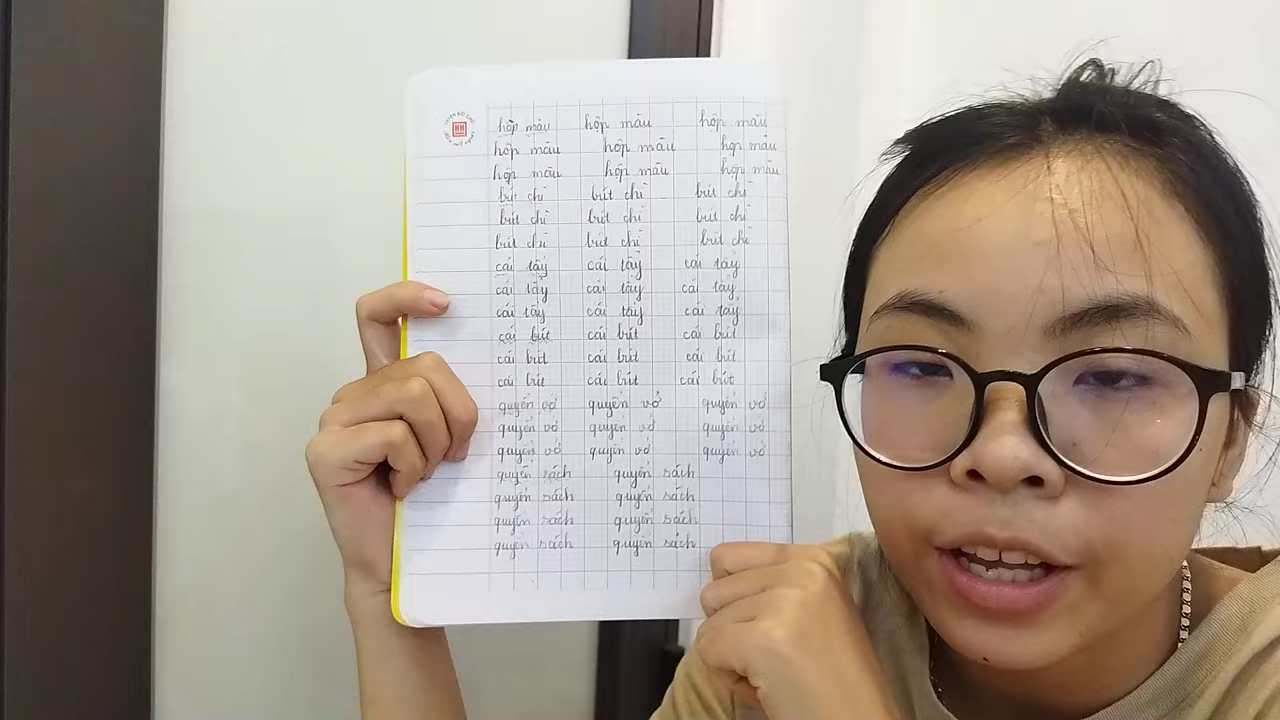 hộp màu hộp màu hộp màu
hộp màu hộp màu hộp màu
hộp màu hộp màu hộp màu
bút chì bút chì bút chì
bút chì bút chì bút chì
bút chì bút chì bút chì
cái tẩy cái tẩy cái tẩy
cái tẩy cái tẩy cái tẩy
cái tẩy cái tẩy cái tẩy
cái bút cái bút cái bút
cái bút cái bút cái bút
cái bút cái bút cái bút
quyển vở quyển vở quyển vở
quyển vở quyển vở quyển vở
quyển vở quyển vở quyển vở
quyển sách quyển sách
quyển sách quyển sách
quyển sách quyển sách
quyển sách quyển sách